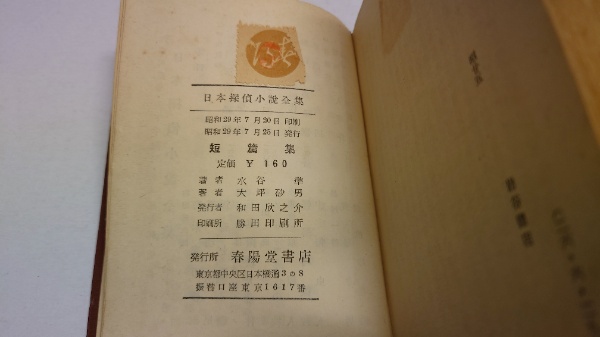 日本探偵小説全集
昭和29年7月20日 印刷
昭和29年7月25日 発行
短篇集
定価 ¥160
著者 水谷準
著者 大坪砂男
発行者 和田欣之介
印刷所 勝田印刷所
発行所 春陽堂書店
東京都中央区日本橋通3の8
振替口座東京1617番